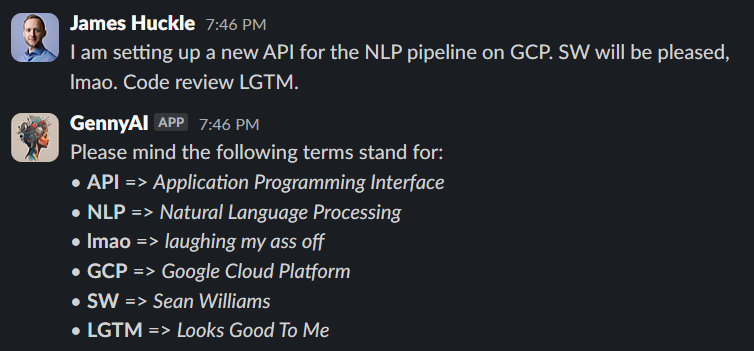 James Huckle 7:46 PM
I am setting up a new API for the NLP pipeline on GCP. SW will be pleased,
lmao. Code review LGTM.
GennyAI APP 7:46 PM
Please mind the following terms stand for:
• API => Application Programming Interface
• NLP => Natural Language Processing
• lmao => laughing my ass off
• GCP => Google Cloud Platform
• SW => Sean Williams
• LGTM => Looks Good To Me